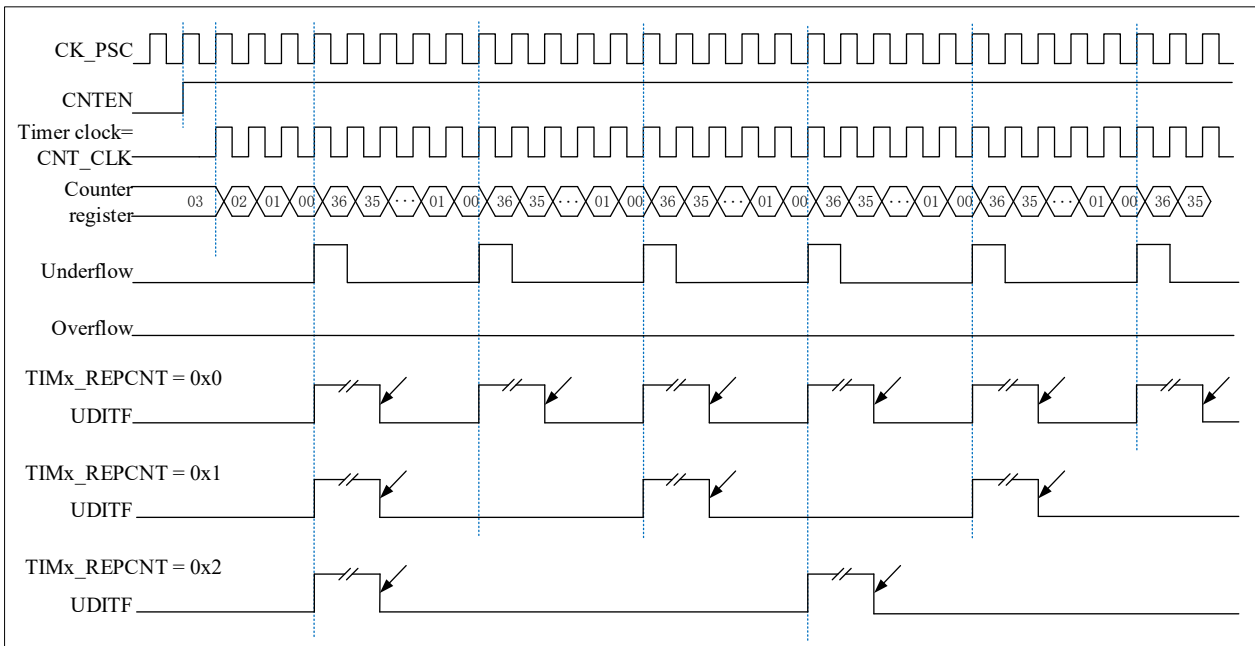 CK_PSC
CNTEN
Timer clock=
CNT_CLK
Counter
register
03 02 01 00 36 35 ··· 01 00 36 35 ··· 01 00 36 35 ··· 01 00 36 35 ··· 01 00 36 35 ··· 01 00 36 35
Underflow
Overflow
TIMx_REPCNT = 0x0
UDITF
TIMx_REPCNT = 0x1
UDITF
TIMx_REPCNT = 0x2
UDITF